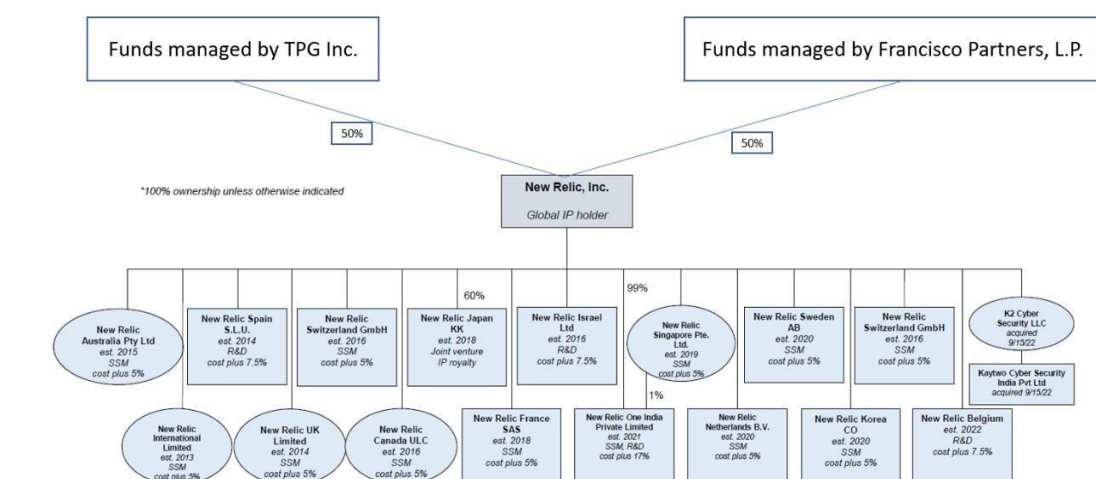 Funds managed by TPG Inc.
Funds managed by Francisco Partners, L.P.
50%
50%
*100% ownership unless otherwise indicated
New Relic, Inc.
Global IP holder
60%
99%
New Relic
Australia Pty Ltd
est. 2015
SSM
cost plus 5%
New Relic Spain
S.L.U.
est. 2014
R&D
cost plus 7.5%
New Relic
Switzerland GmbH
est. 2016
SSM
cost plus 5%
New Relic Japan
KK
est. 2018
Joint venture
IP royalty
New Relic Israel
Ltd
est. 2016
R&D
cost plus 7.5%
New Relic
Singapore Pte.
Ltd.
est. 2019
SSM
cost plus 5%
New Relic Sweden
AB
est. 2020
SSM
cost plus 5%
New Relic
Switzerland GmbH
est. 2016
SSM
cost plus 5%
K2 Cyber
Security LLC
acquired
9/15/22
Kaytwo Cyber Security
India Pvt Ltd
acquired 9/15/22
1%
New Relic
International
Limited
est. 2013
SSM
cost plus 5%
New Relic UK
Limited
est. 2014
SSM
cost plus 5%
New Relic
Canada ULC
est. 2016
SSM
cost plus 5%
New Relic France
SAS
est. 2018
SSM
cost plus 5%
New Relic One India
Private Limited
est. 2021
SSM, R&D
cost plus 17%
New Relic
Netherlands B.V.
est. 2020
SSM
cost plus 5%
New Relic Korea
CO
est. 2020
SSM
cost plus 5%
New Relic Belgium
est. 2022
R&D
cost plus 7.5%